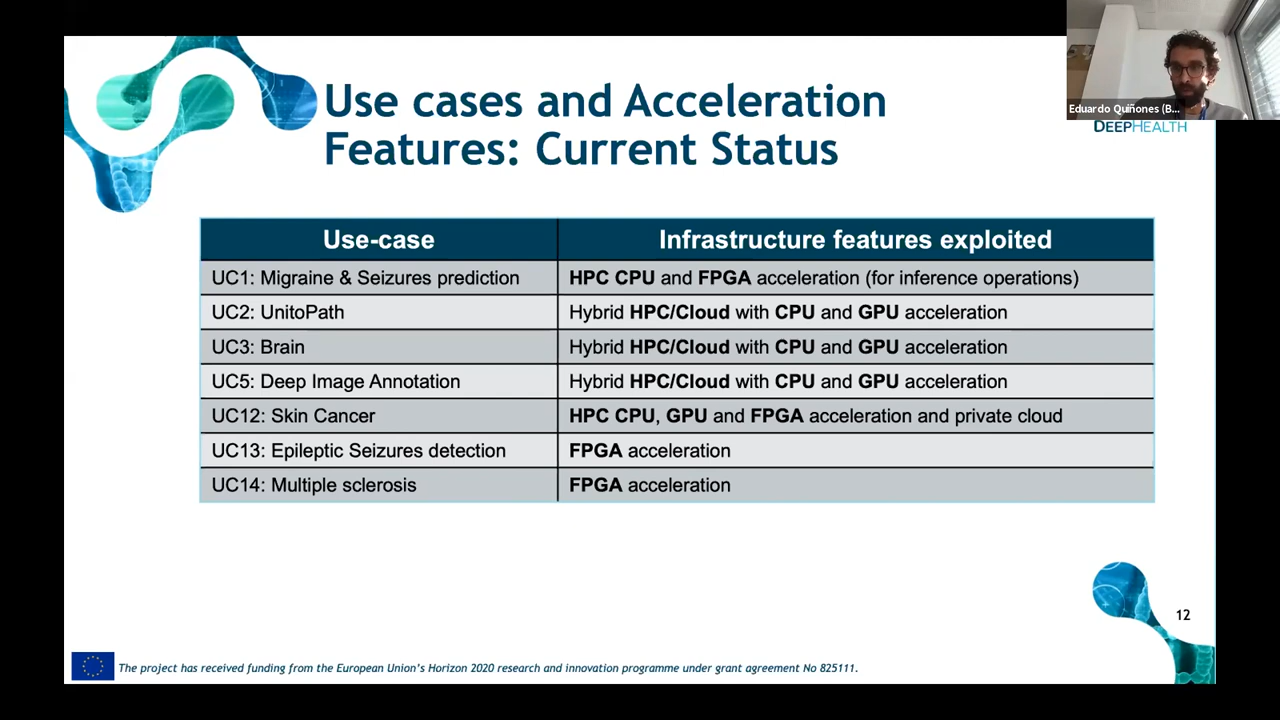 Use cases and Acceleration
Features: Current Status
Eduardo Quiñones (B...
DEEPHEALTH
Use-case Infrastructure features exploited
UC1: Migraine & Seizures prediction HPC CPU and FPGA acceleration (for inference operations)
UC2: UnitoPath Hybrid HPC/Cloud with CPU and GPU acceleration
UC3: Brain Hybrid HPC/Cloud with CPU and GPU acceleration
UC5: Deep Image Annotation Hybrid HPC/Cloud with CPU and GPU acceleration
UC12: Skin Cancer HPC CPU, GPU and FPGA acceleration and private cloud
UC13: Epileptic Seizures detection FPGA acceleration
UC14: Multiple sclerosis FPGA acceleration
12
The project has received funding from the European Union's Horizon 2020 research and innovation programme under grant agreement No 825111.